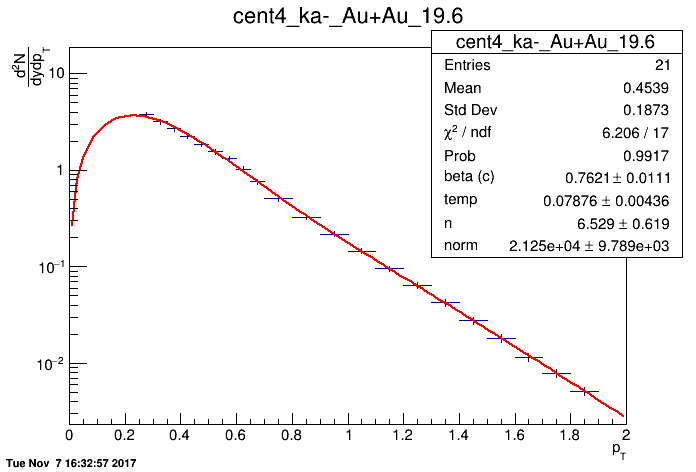 cent4_ka-_Au+Au_19.6
cent4_ka-_Au+Au_19.6
Entries 21
Mean 0.4539
Std Dev 0.1873
χ² / ndf 6.206 / 17
Prob 0.9917
beta (c) 0.7621 ± 0.0111
temp 0.07876 ± 0.00436
n 6.529 ± 0.619
norm 2.125e+04 ± 9.789e+03
d²N
dydp_T
10
1
10⁻¹
10⁻²
0 0.2 0.4 0.6 0.8 1 1.2 1.4 1.6 1.8 2
p_T
Tue Nov 7 16:32:57 2017